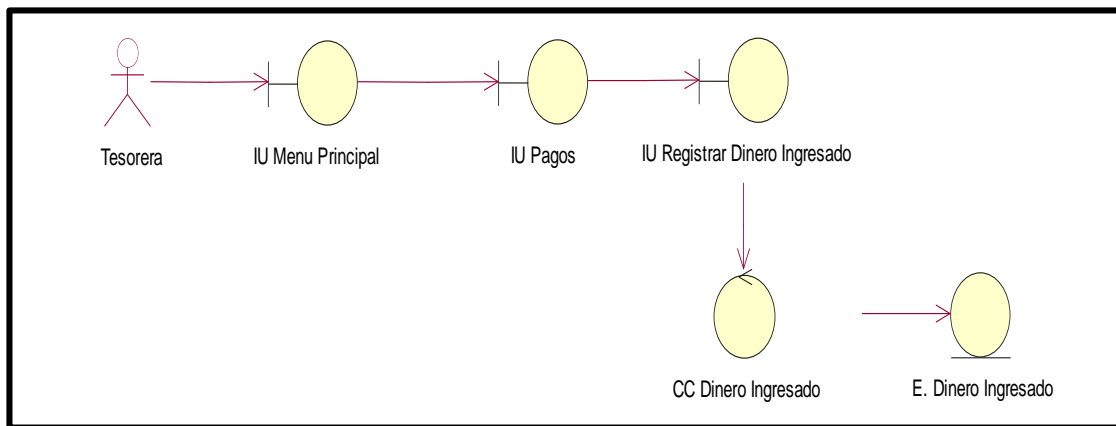 Tesorera
IU Menu Principal
IU Pagos
IU Registrar Dinero Ingresado
CC Dinero Ingresado
E. Dinero Ingresado